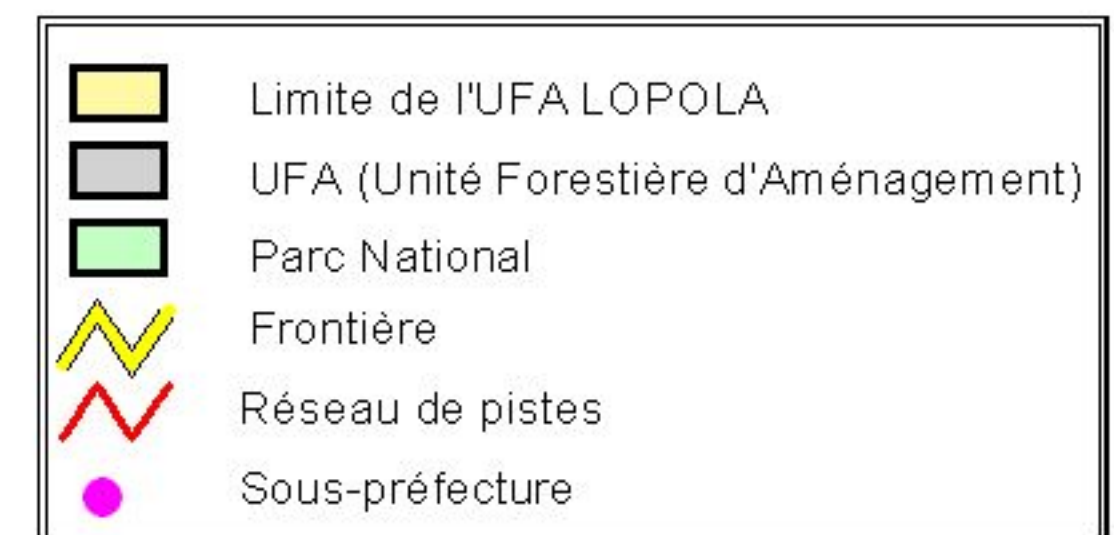 Limite de l'UFA LOPOLA
UFA (Unité Forestière d'Aménagement)
Parc National
Frontière
Réseau de pistes
Sous-préfecture